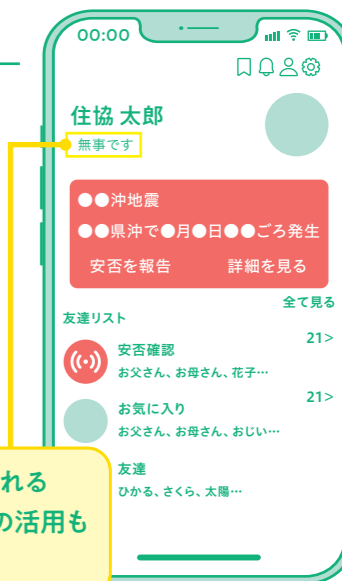 00:00
住協 太郎
無事です
●●沖地震
●●県沖で●月●日●●ごろ発生
安否を報告 詳細を見る
全て見る
友達リスト
安否確認
21>
お父さん、お母さん、花子…
お気に入り
21>
お父さん、お母さん、おじい…
友達
ひかる、さくら、太陽…
れる
の活用も